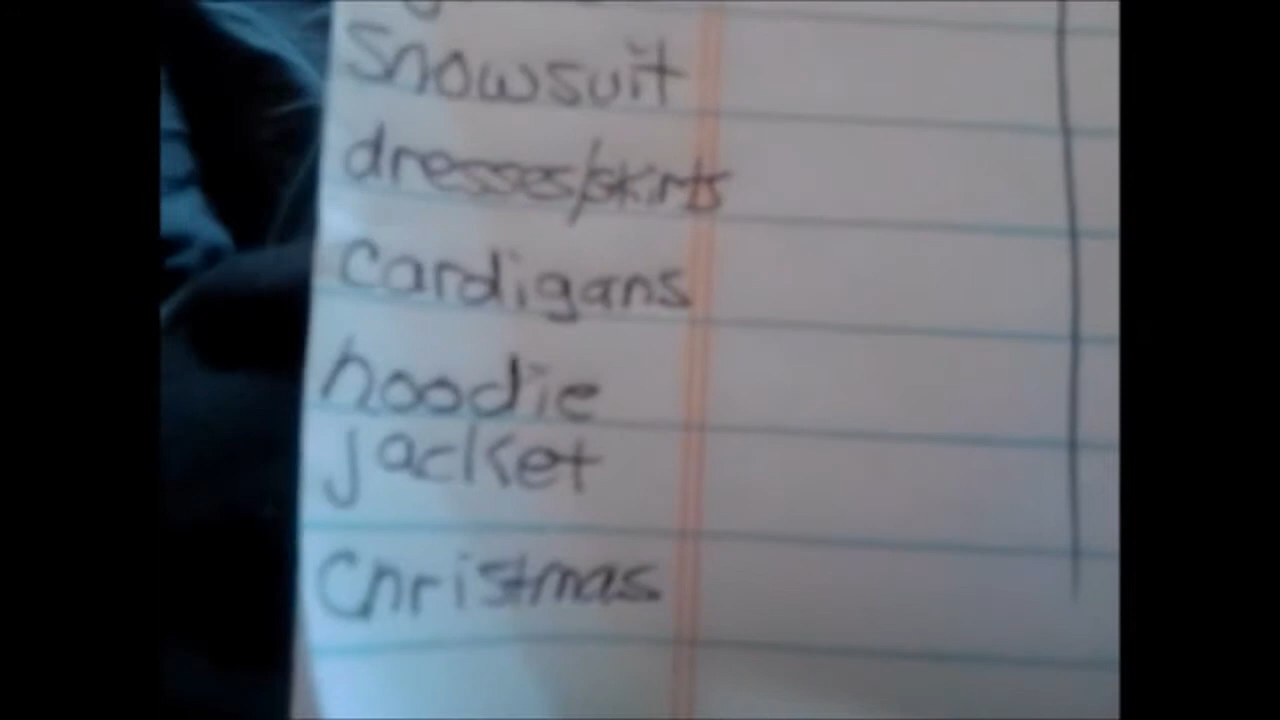 Snowsuit
dresses/skirts
cardigans
hoodie
jacket
Christmas